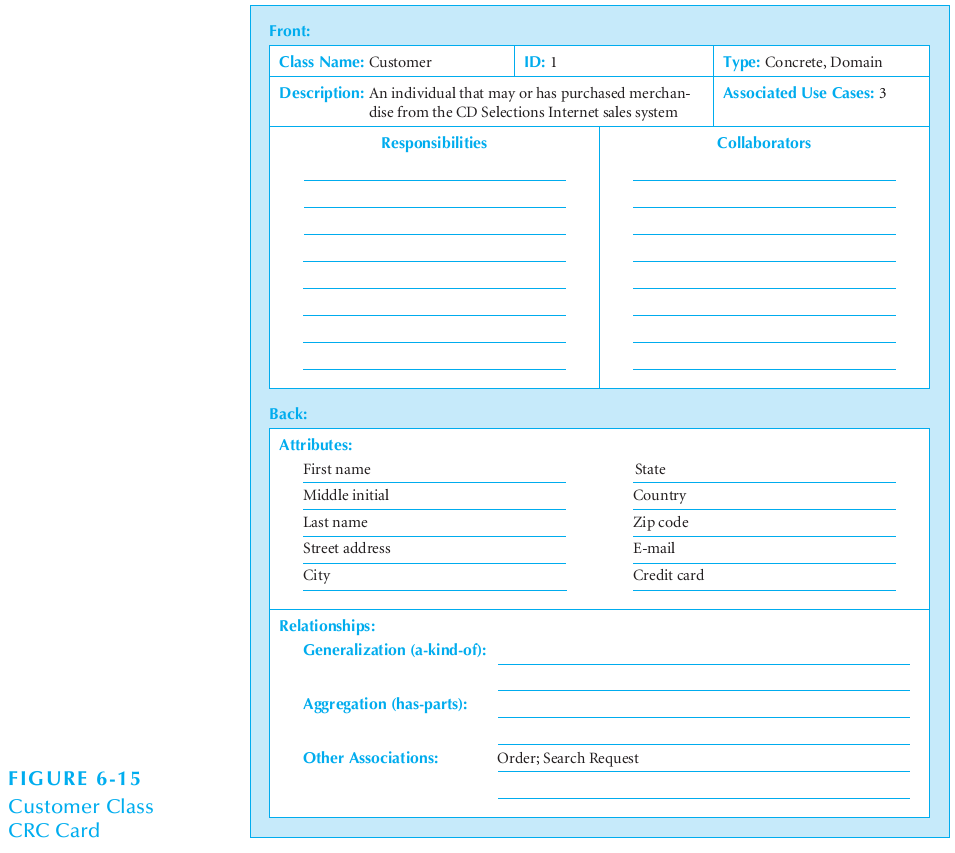 Front:
Class Name: Customer ID: 1 Type: Concrete, Domain
Description: An individual that may or has purchased merchan- Associated Use Cases: 3
dise from the CD Selections Internet sales system
Responsibilities Collaborators
Back:
Attributes:
First name State
Middle initial Country
Last name Zip code
Street address E-mail
City Credit card
Relationships:
Generalization (a-kind-of):
Aggregation (has-parts):
Other Associations: Order; Search Request
FIGURE 6-15
Customer Class
CRC Card